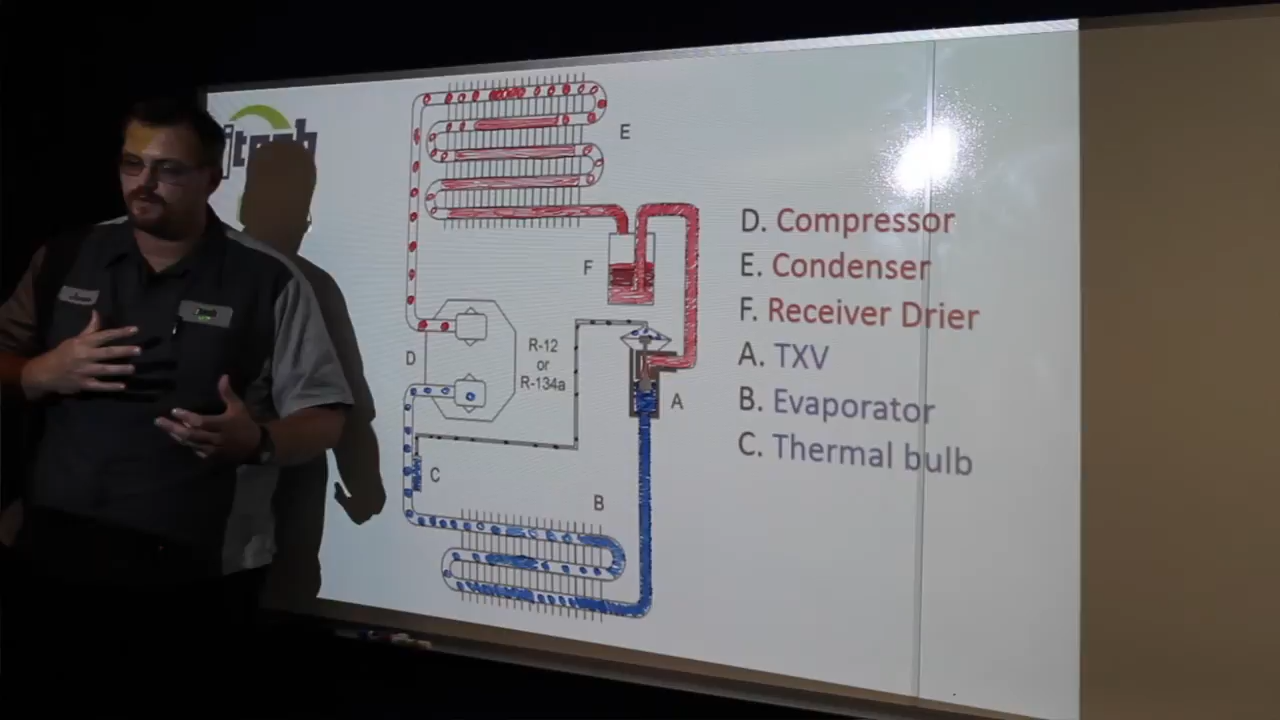 E
F
D
R-12
or
R-134a
A
C
B
D. Compressor
E. Condenser
F. Receiver Drier
A. TXV
B. Evaporator
C. Thermal bulb